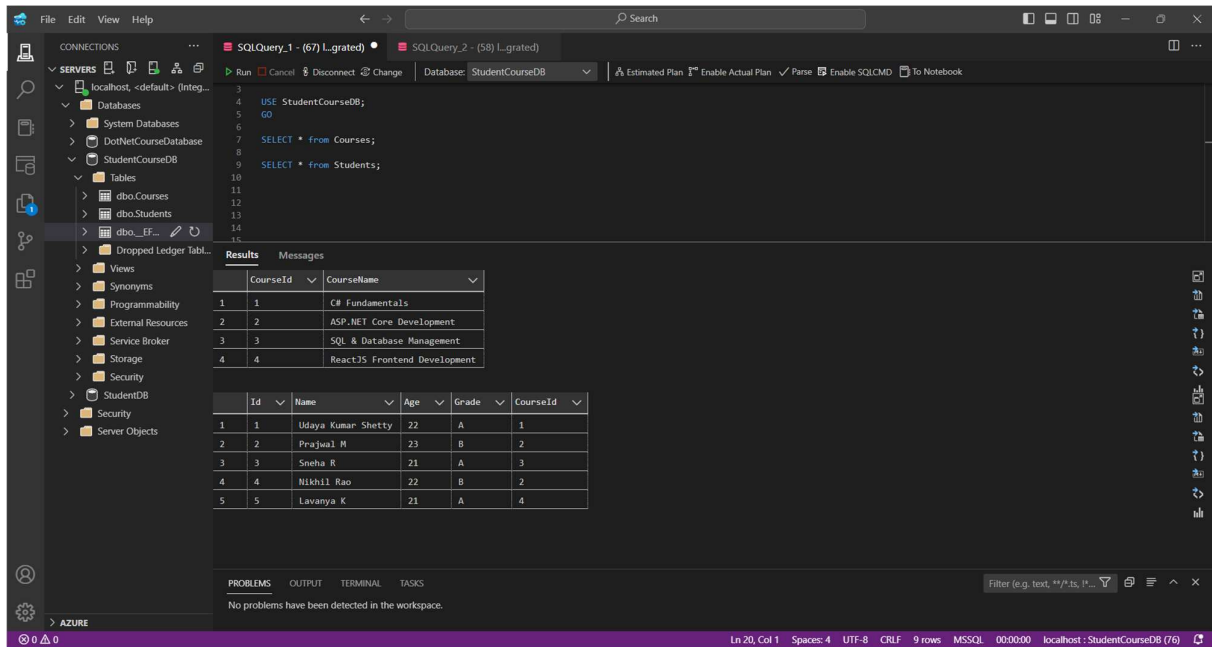 File Edit View Help
Search
CONNECTIONS ...
SERVERS
localhost, <default> (Integ...
Databases
System Databases
DotNetCourseDatabase
StudentCourseDB
Tables
dbo.Courses
dbo.Students
dbo.__EF...
Dropped Ledger Tabl...
Views
Synonyms
Programmability
External Resources
Service Broker
Storage
Security
StudentDB
Security
Server Objects
AZURE
1
SQLQuery_1 - (67) l...grated)
SQLQuery_2 - (58) l...grated)
Run Cancel Disconnect Change Database: StudentCourseDB Estimated Plan Enable Actual Plan Parse Enable SQLCMD To Notebook
3
4 USE StudentCourseDB;
5 GO
6
7 SELECT * from Courses;
8
9 SELECT * from Students;
10
11
12
13
14
15
Results Messages
CourseId CourseName
1 1 C# Fundamentals
2 2 ASP.NET Core Development
3 3 SQL & Database Management
4 4 ReactJS Frontend Development
Id Name Age Grade CourseId
1 1 Udaya Kumar Shetty 22 A 1
2 2 Prajwal M 23 B 2
3 3 Sneha R 21 A 3
4 4 Nikhil Rao 22 B 2
5 5 Lavanya K 21 A 4
PROBLEMS OUTPUT TERMINAL TASKS
Filter (e.g. text, **/*.ts, !*...
No problems have been detected in the workspace.
0 0
Ln 20, Col 1 Spaces: 4 UTF-8 CRLF 9 rows MSSQL 00:00:00 localhost : StudentCourseDB (76)